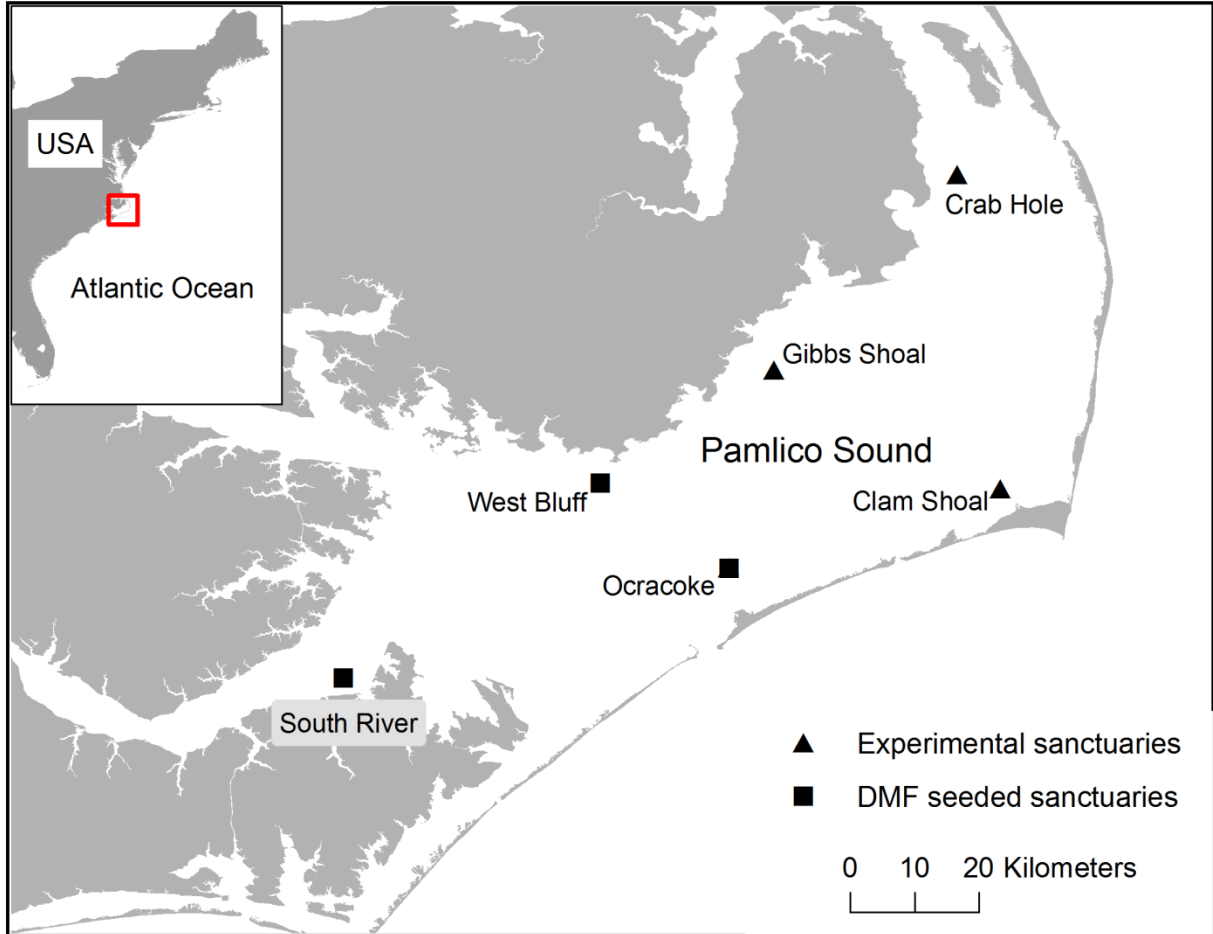 USA
Atlantic Ocean
Crab Hole
Gibbs Shoal
Pamlico Sound
West Bluff
Clam Shoal
Ocracoke
South River
Experimental sanctuaries
DMF seeded sanctuaries
0 10 20 Kilometers